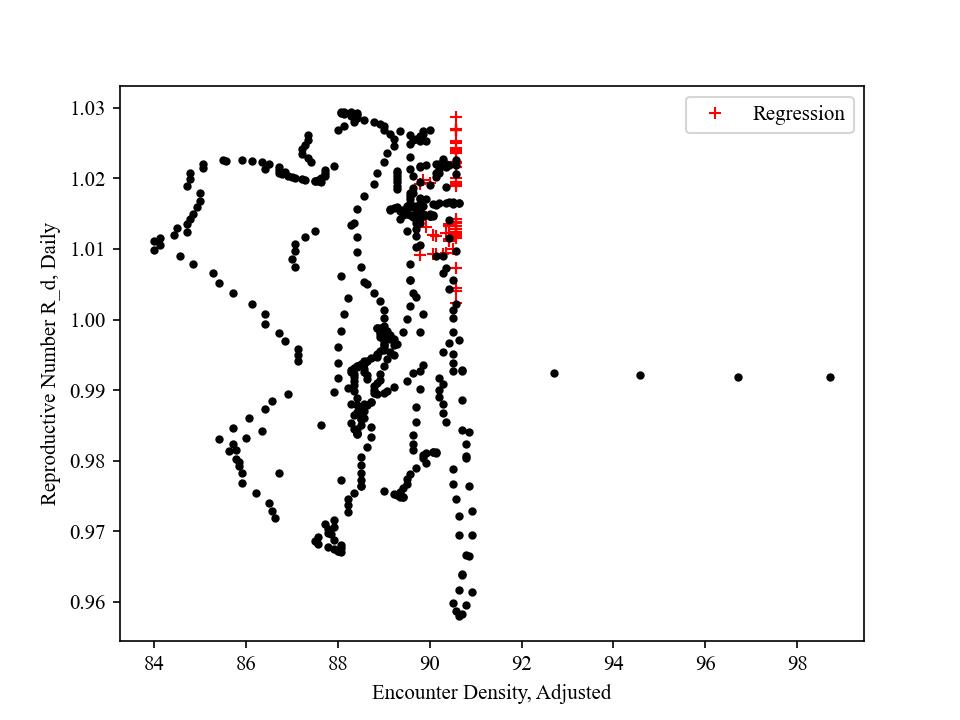 Regression
1.03
1.02
1.01
1.00
0.99
0.98
0.97
0.96
Reproductive Number R_d, Daily
84 86 88 90 92 94 96 98
Encounter Density, Adjusted